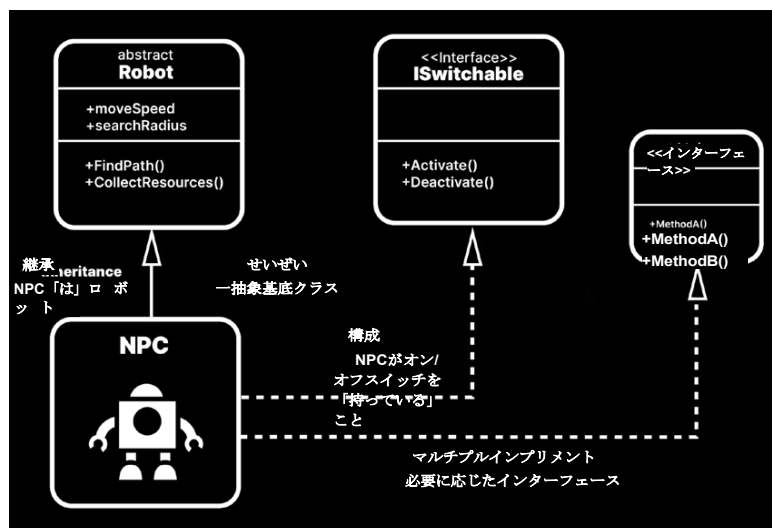 abstract
Robot
+moveSpeed
+searchRadius
+FindPath()
+CollectResources()
<<Interface>>
ISwitchable
+Activate()
+Deactivate()
<<インターフェ
ース>>
+MethodA()
+MethodA()
+MethodB()
継承
heritance
NPC「は」ロ ボ
ッ ト
せいぜい
一抽象基底クラス
NPC
構成
NPCがオン/
オフスイッチを
「持っている」
こと
マルチプルインプリメント
必要に応じたインターフェース